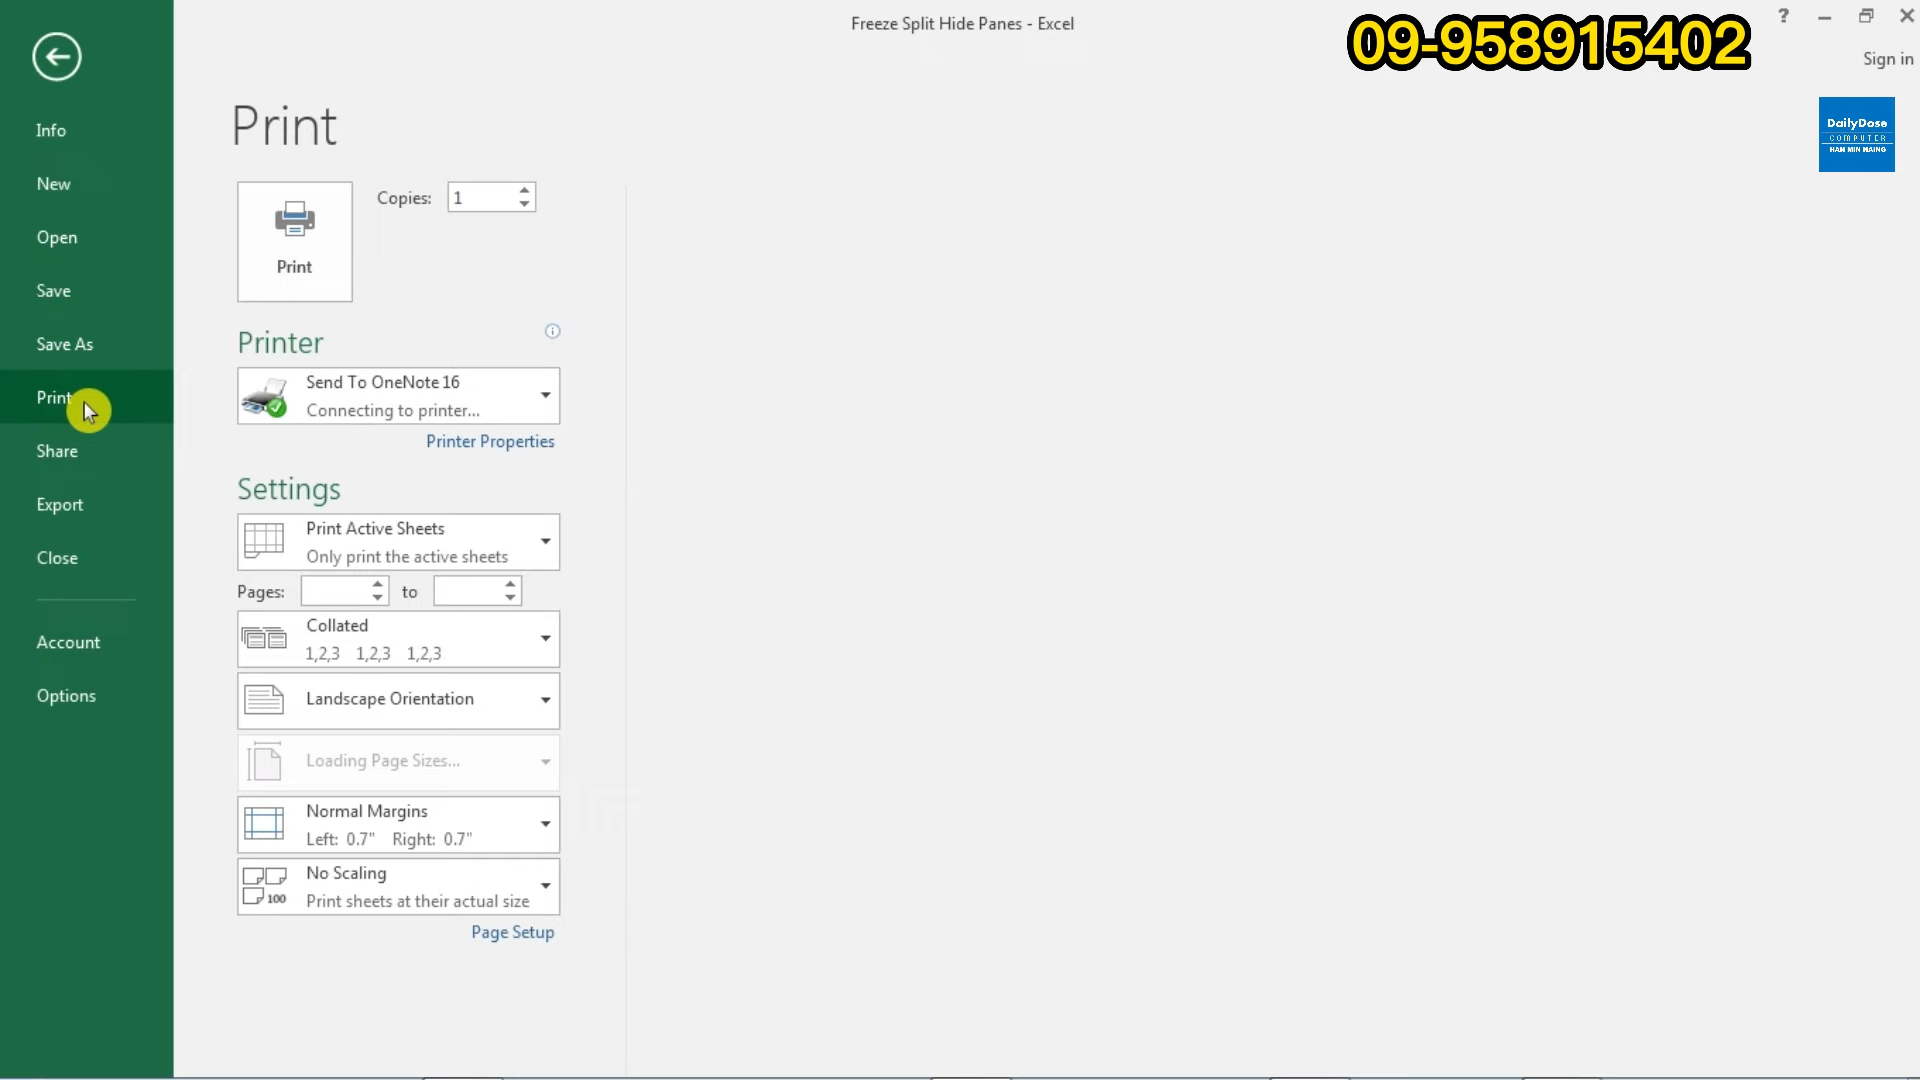 Freeze Split Hide Panes - Excel
?
09-958915402
Sign in
DailyDose
COMPUTER
HAN MIN NAING
Info
New
Open
Save
Save As
Print
Share
Export
Close
Account
Options
Print
Print
Copies: 1
Printer
Send To OneNote 16
Connecting to printer...
Printer Properties
Settings
Print Active Sheets
Only print the active sheets
Pages: to
Collated
1,2,3 1,2,3 1,2,3
Landscape Orientation
Loading Page Sizes...
Normal Margins
Left: 0.7" Right: 0.7"
No Scaling
100
Print sheets at their actual size
Page Setup